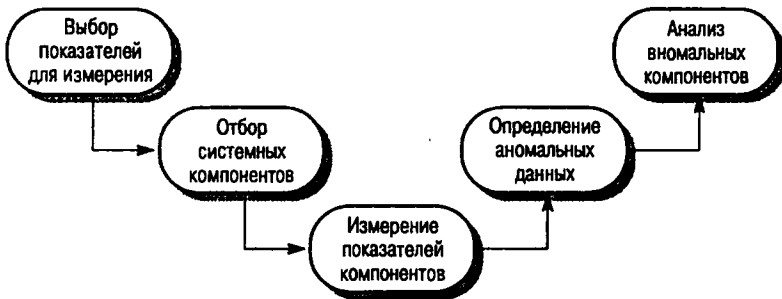 Выбор
показателей
для измерения
Отбор
системных
компонентов
Измерение
показателей
компонентов
Определение
аномальных
данных
Анализ
вномальных
компонентов